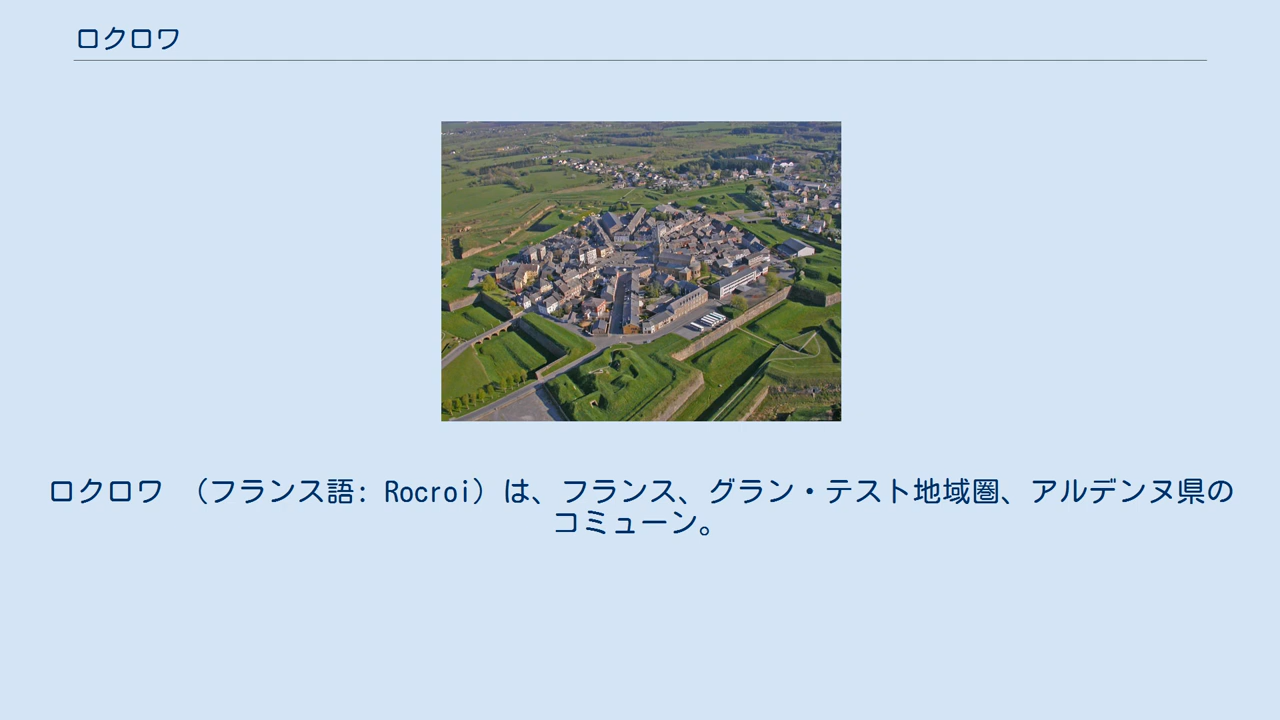 ロクロワ
ロクロワ （フランス語: Rocroi）は、フランス、グラン・テスト地域圏、アルデンヌ県の
コミューン。